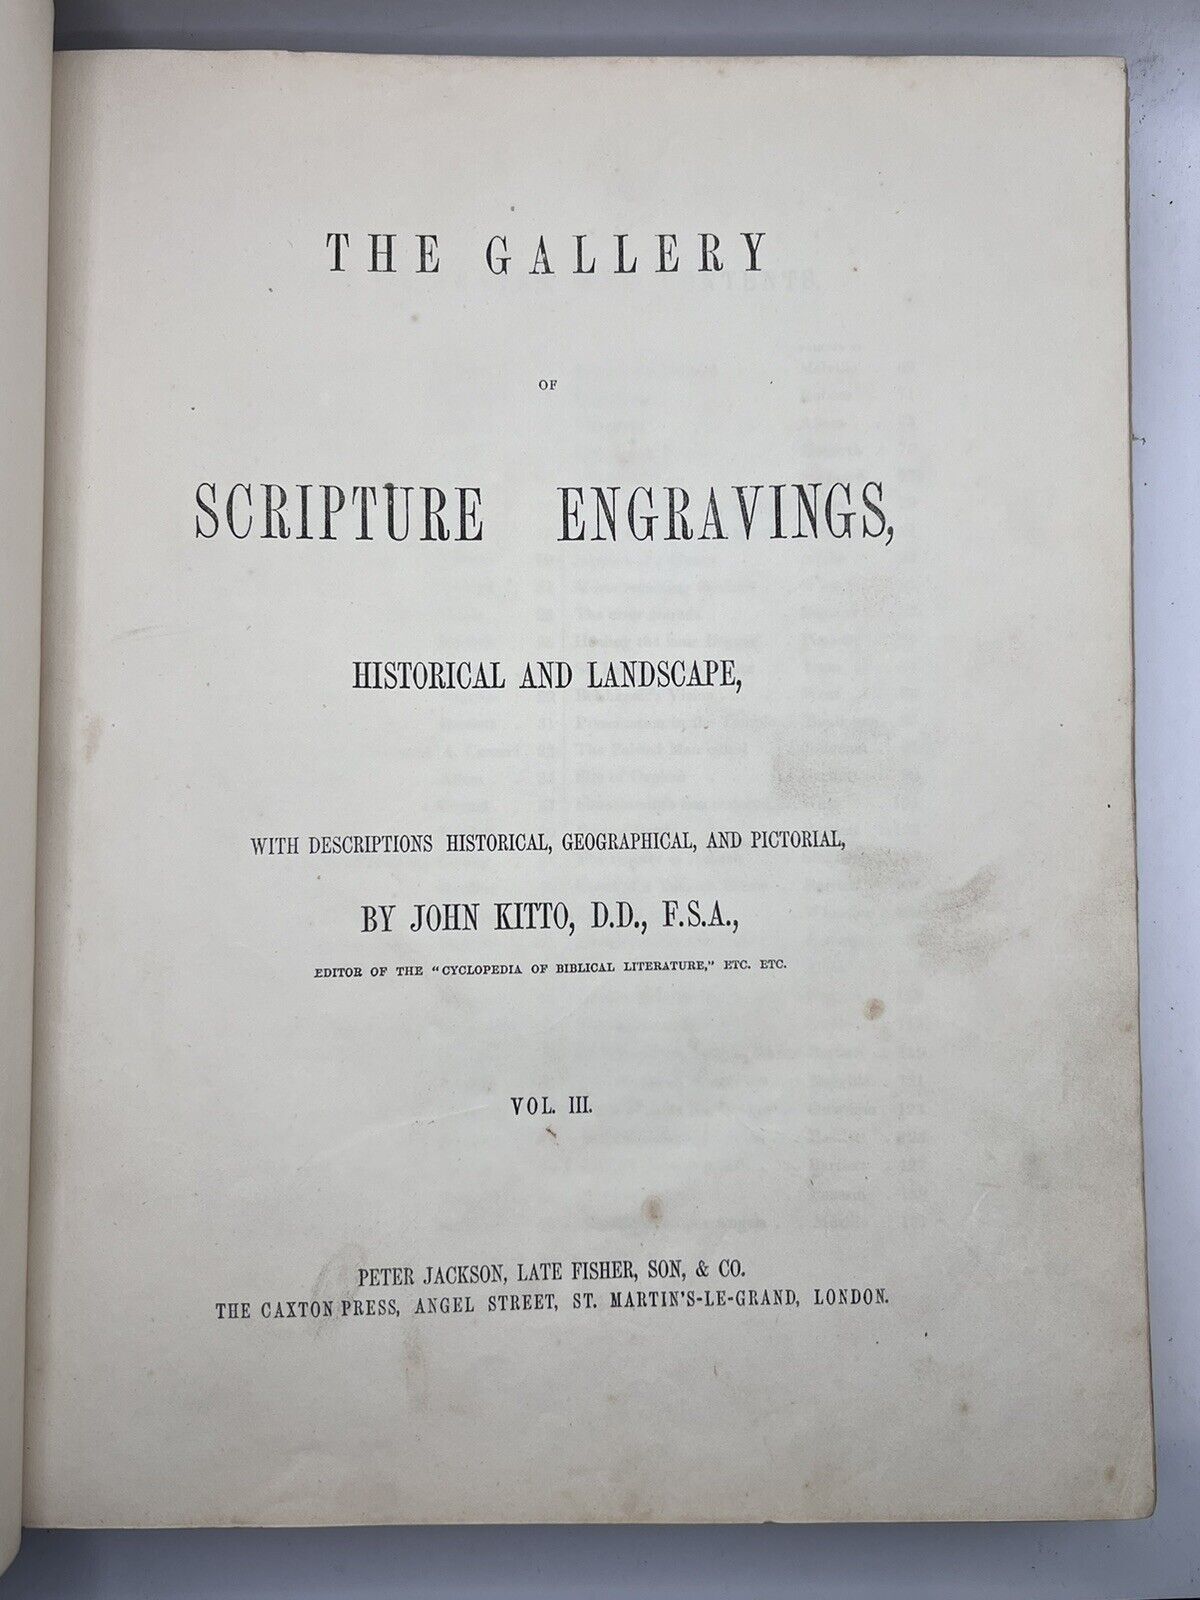 THE GALLERY
OF
SCRIPTURE ENGRAVINGS,
HISTORICAL AND LANDSCAPE,
WITH DESCRIPTIONS HISTORICAL, GEOGRAPHICAL, AND PICTORIAL,
BY JOHN KITTO, D.D., F.S.A.,
EDITOR OF THE "CYCLOPEDIA OF BIBLICAL LITERATURE," ETC. ETC.
VOL. III.
PETER JACKSON, LATE FISHER, SON, & CO.
THE CAXTON PRESS, ANGEL STREET, ST. MARTIN'S-LE-GRAND, LONDON.